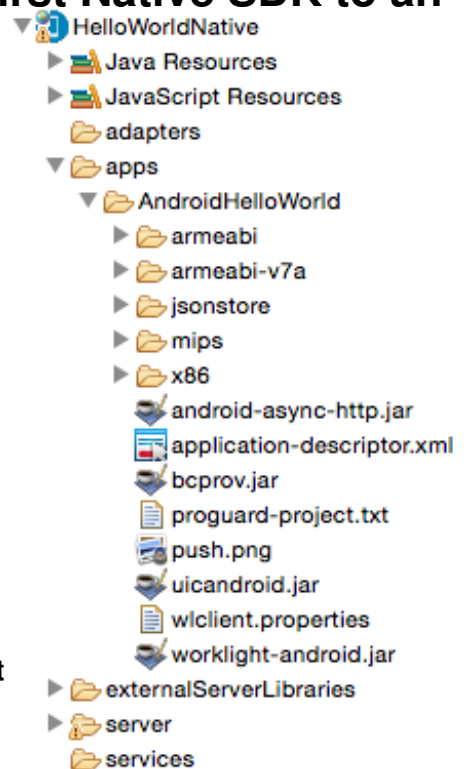 irst Native SDK to an
HelloWorldNative
Java Resources
JavaScript Resources
adapters
apps
AndroidHelloWorld
armeabi
armeabi-v7a
jsonstore
mips
x86
android-async-http.jar
application-descriptor.xml
bcprov.jar
proguard-project.txt
push.png
uicandroid.jar
wlclient.properties
worklight-android.jar
t
externalServerLibraries
server
services